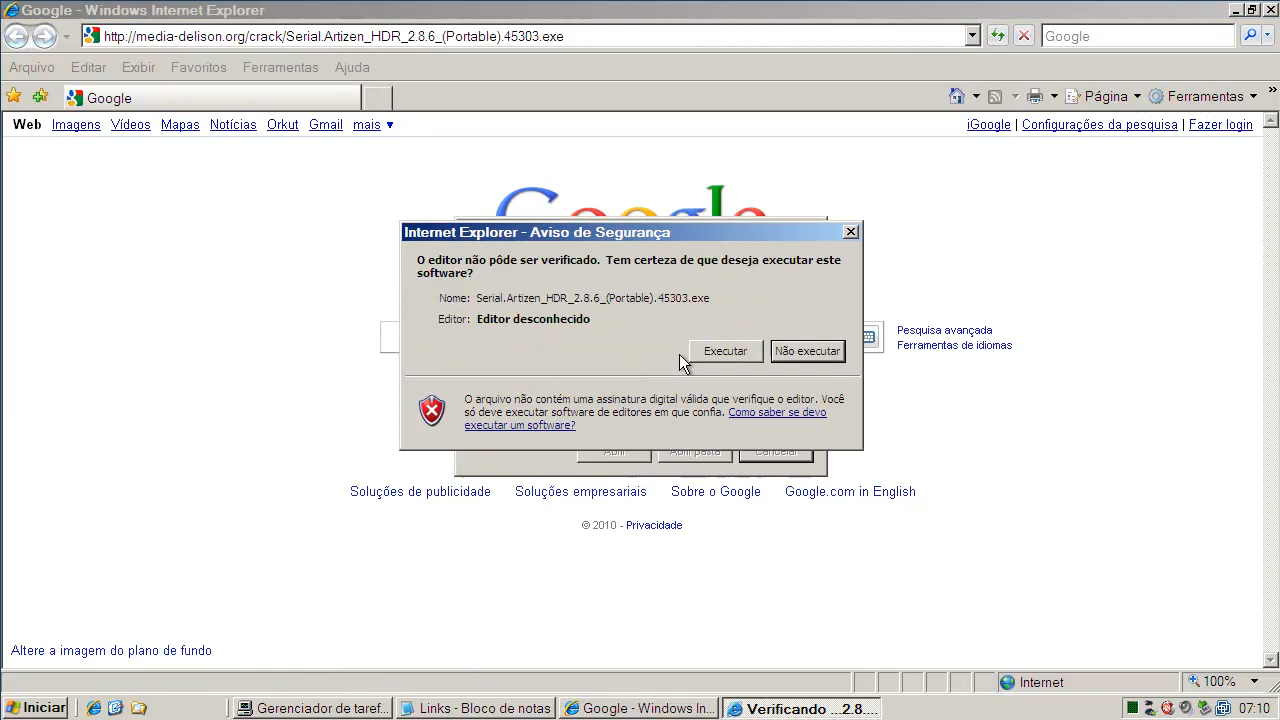 Google - Windows Internet Explorer
http://media-delison.org/crack/Serial.Artizen_HDR_2.8.6_(Portable).45303.exe
Google
Arquivo Editar Exibir Favoritos Ferramentas Ajuda
Google
Página Ferramentas »
Web Imagens Vídeos Mapas Notícias Orkut Gmail mais ▼
iGoogle | Configurações da pesquisa | Fazer login
Google
Internet Explorer - Aviso de Segurança
O editor não pôde ser verificado. Tem certeza de que deseja executar este
software?
Nome: Serial.Artizen_HDR_2.8.6_(Portable).45303.exe
Editor: Editor desconhecido
Pesquisa avançada
Ferramentas de idiomas
Executar Não executar
O arquivo não contém uma assinatura digital válida que verifique o editor. Você
só deve executar software de editores em que confia. Como saber se devo
executar um software?
Abrir Abrir pasta Cancelar
Soluções de publicidade Soluções empresariais Sobre o Google Google.com in English
© 2010 - Privacidade
Altere a imagem do plano de fundo
Internet 100%
Iniciar Gerenciador de taref... Links - Bloco de notas Google - Windows In... Verificando ...2.8.... 07:10